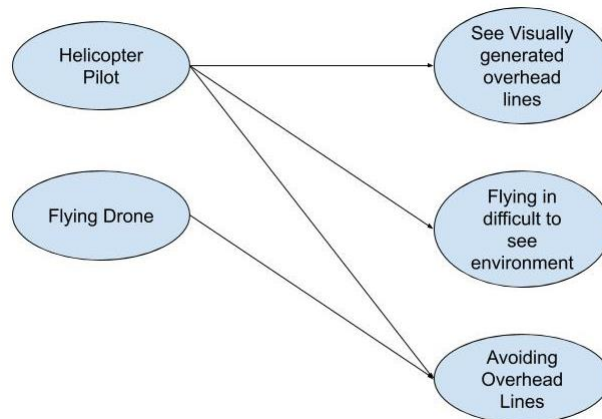 Helicopter
Pilot
See Visually
generated
overhead
lines
Flying Drone
Flying in
difficult to
see
environment
Avoiding
Overhead
Lines